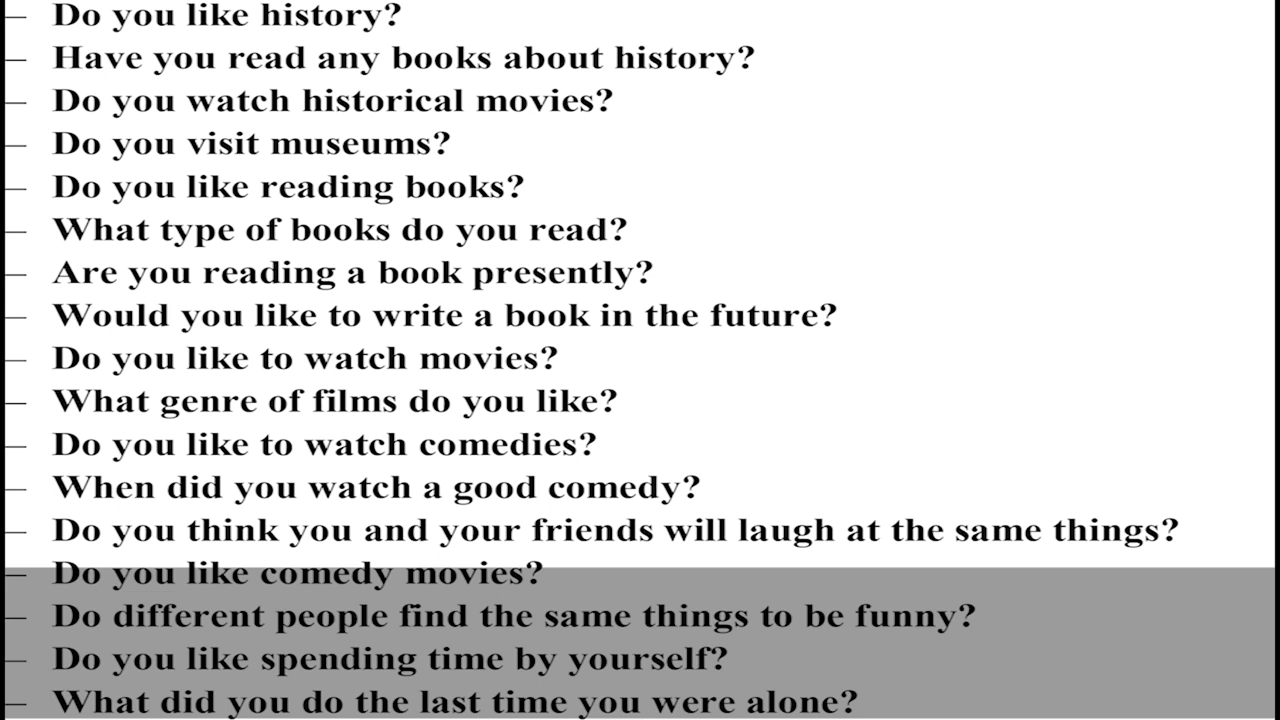 — Do you like history?
— Have you read any books about history?
— Do you watch historical movies?
— Do you visit museums?
— Do you like reading books?
— What type of books do you read?
— Are you reading a book presently?
— Would you like to write a book in the future?
— Do you like to watch movies?
— What genre of films do you like?
— Do you like to watch comedies?
— When did you watch a good comedy?
— Do you think you and your friends will laugh at the same things?
— Do you like comedy movies?
— Do different people find the same things to be funny?
— Do you like spending time by yourself?
— What did you do the last time you were alone?